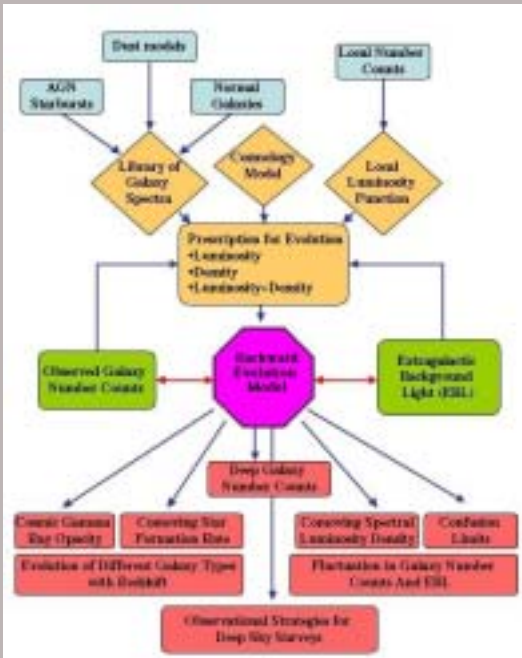 Dust models
Local Number
Counts
AGN
Starbursts
Normal
Galaxies
Library of
Galaxy
Spectra
Cosmology
Model
Local
Luminosity
Function
Prescription for Evolution
•Luminosity
•Density
•Luminosity+Density
Observed Galaxy
Number Counts
Backward
Evolution
Model
Extragalactic
Background
Light (EBL)
Deep Galaxy
Number Counts
Cosmic Gamma
Ray Opacity
Comoving Star
Formation Rate
Comoving Spectral
Luminosity Density
Confusion
Limits
Evolution of Different Galaxy Types
with Redshift
Fluctuation in Galaxy Number
Counts And EBL
Observational Strategies for
Deep Sky Surveys